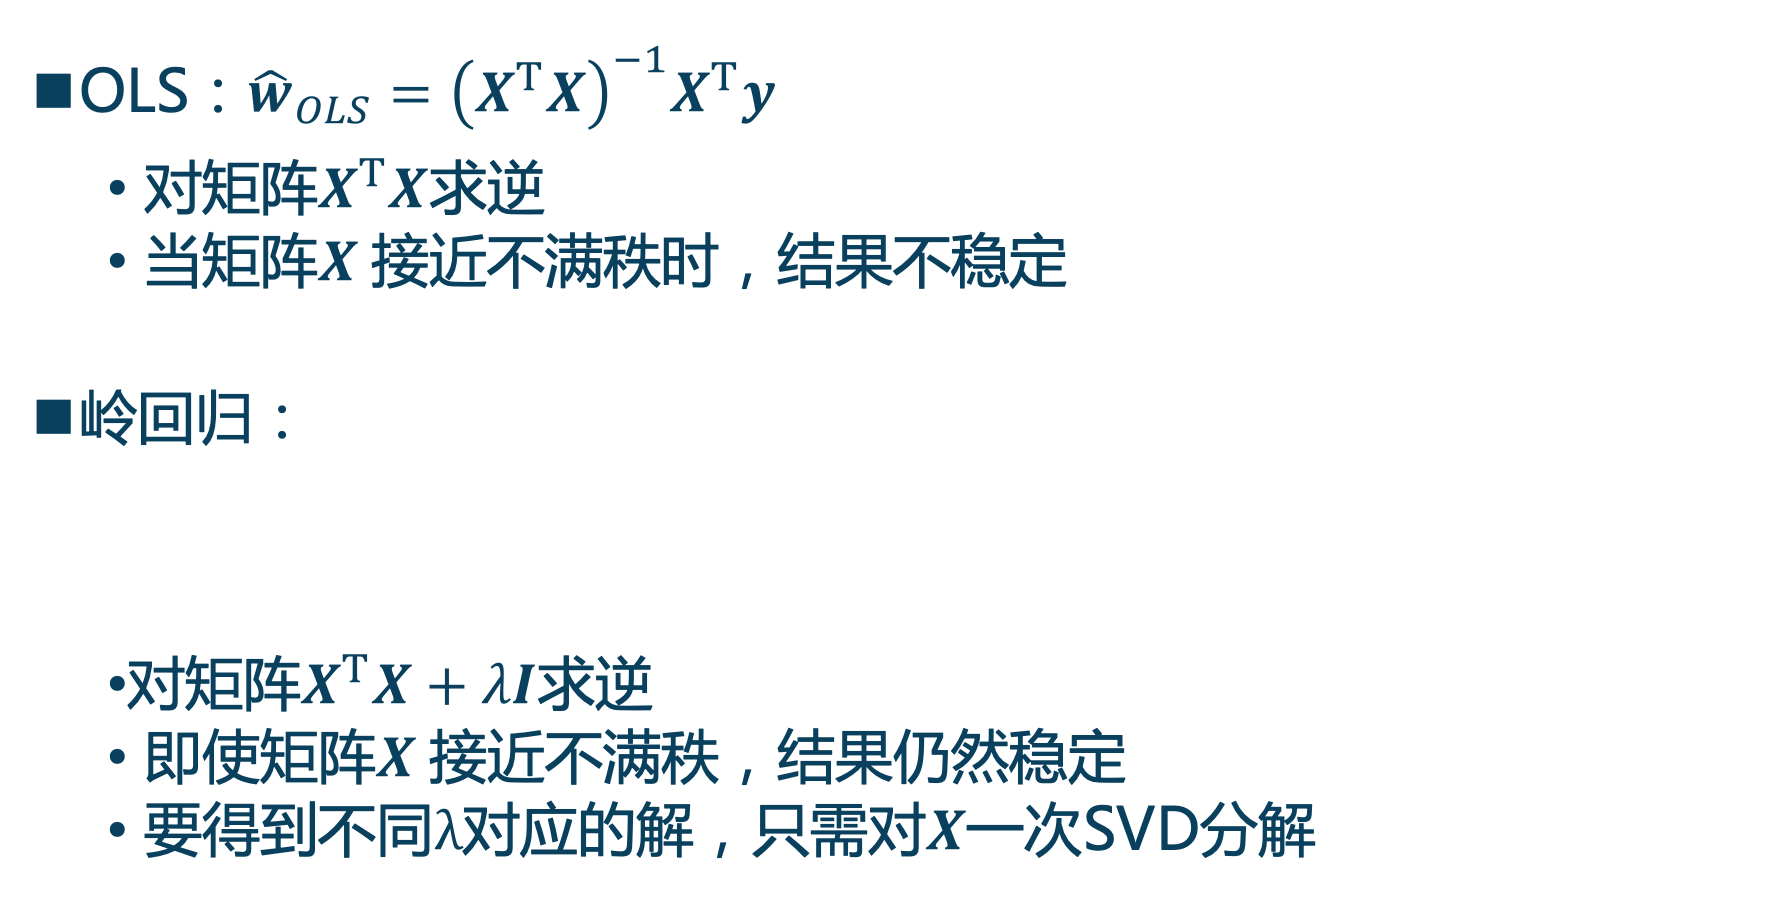 ■OLS：ŵ_OLS = (XᵀX)⁻¹Xᵀy
• 对矩阵XᵀX求逆
• 当矩阵X 接近不满秩时，结果不稳定
■岭回归：
•对矩阵XᵀX + λI求逆
• 即使矩阵X 接近不满秩，结果仍然稳定
• 要得到不同λ对应的解，只需对X一次SVD分解